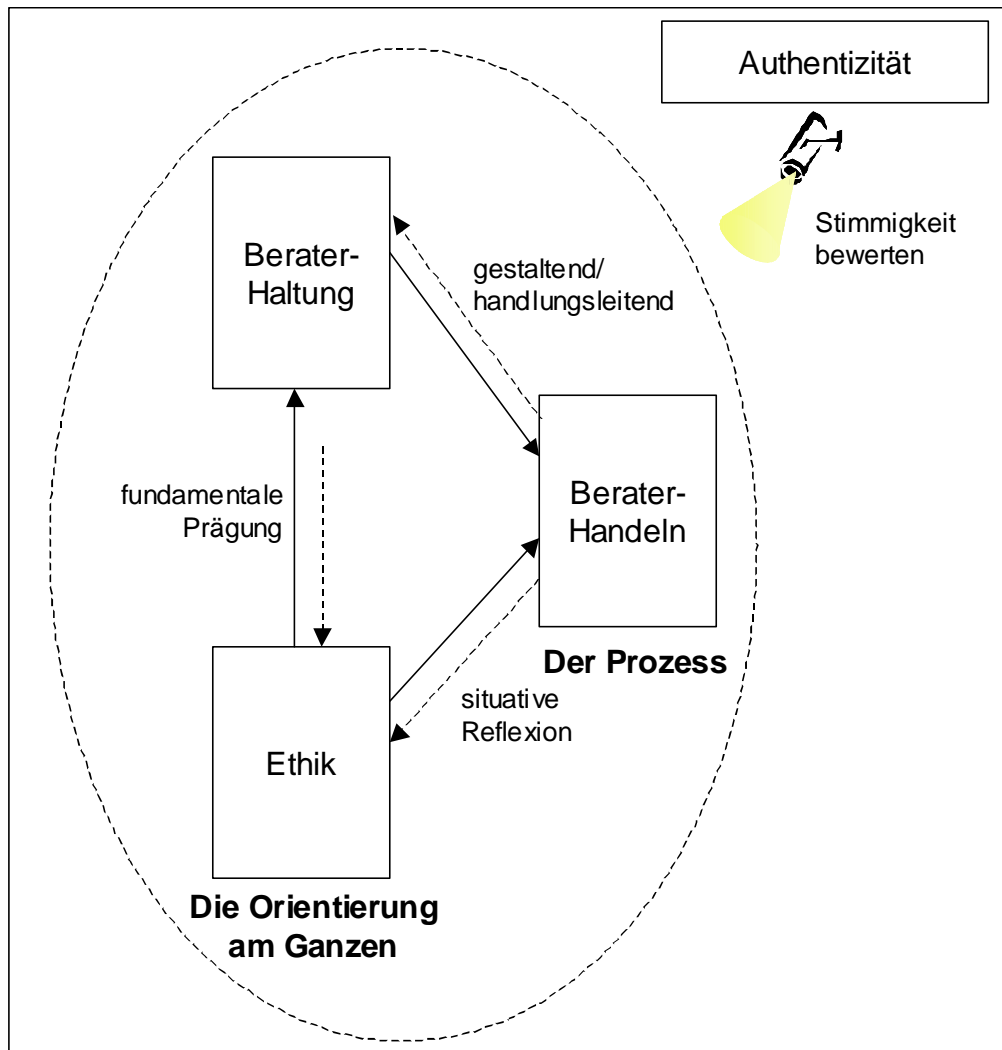 Authentizität
Stimmigkeit
bewerten
Berater-
Haltung
gestaltend/
handlungsleitend
fundamentale
Prägung
Berater-
Handeln
Der Prozess
situative
Reflexion
Ethik
Die Orientierung
am Ganzen